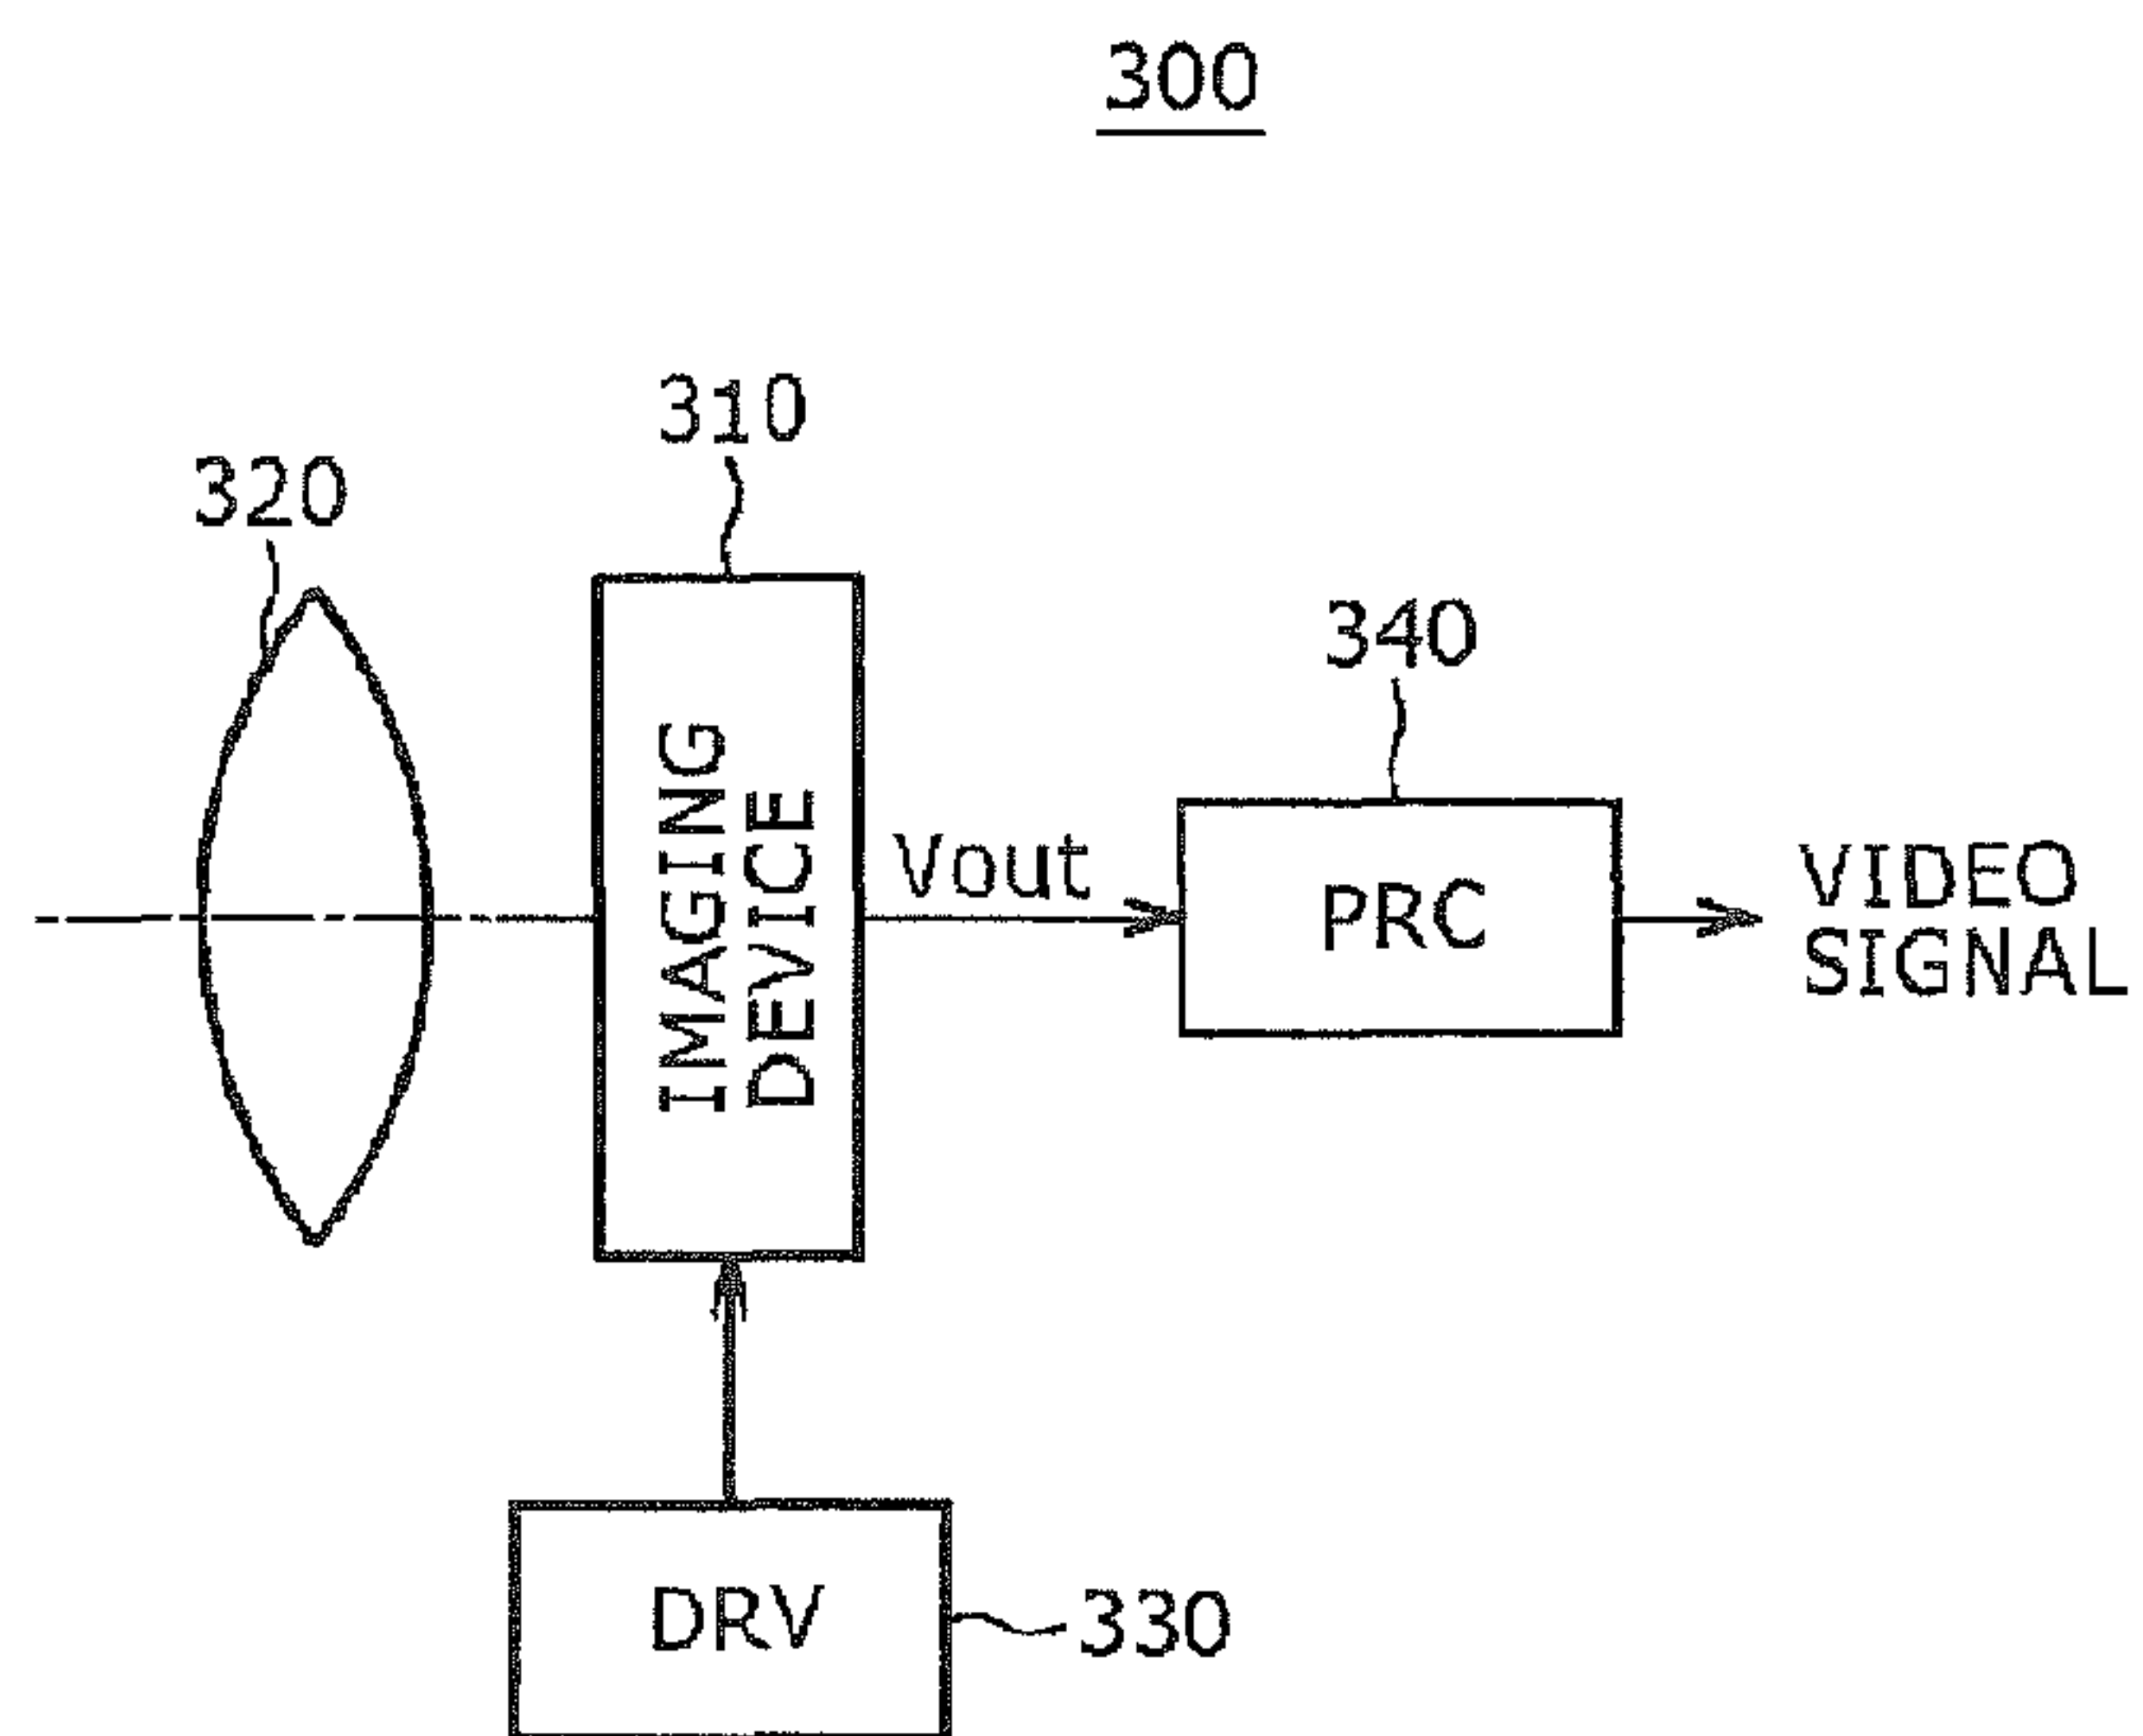 300
310
320
340
IMAGING
DEVICE
Vout
PRC
VIDEO
SIGNAL
DRV
330